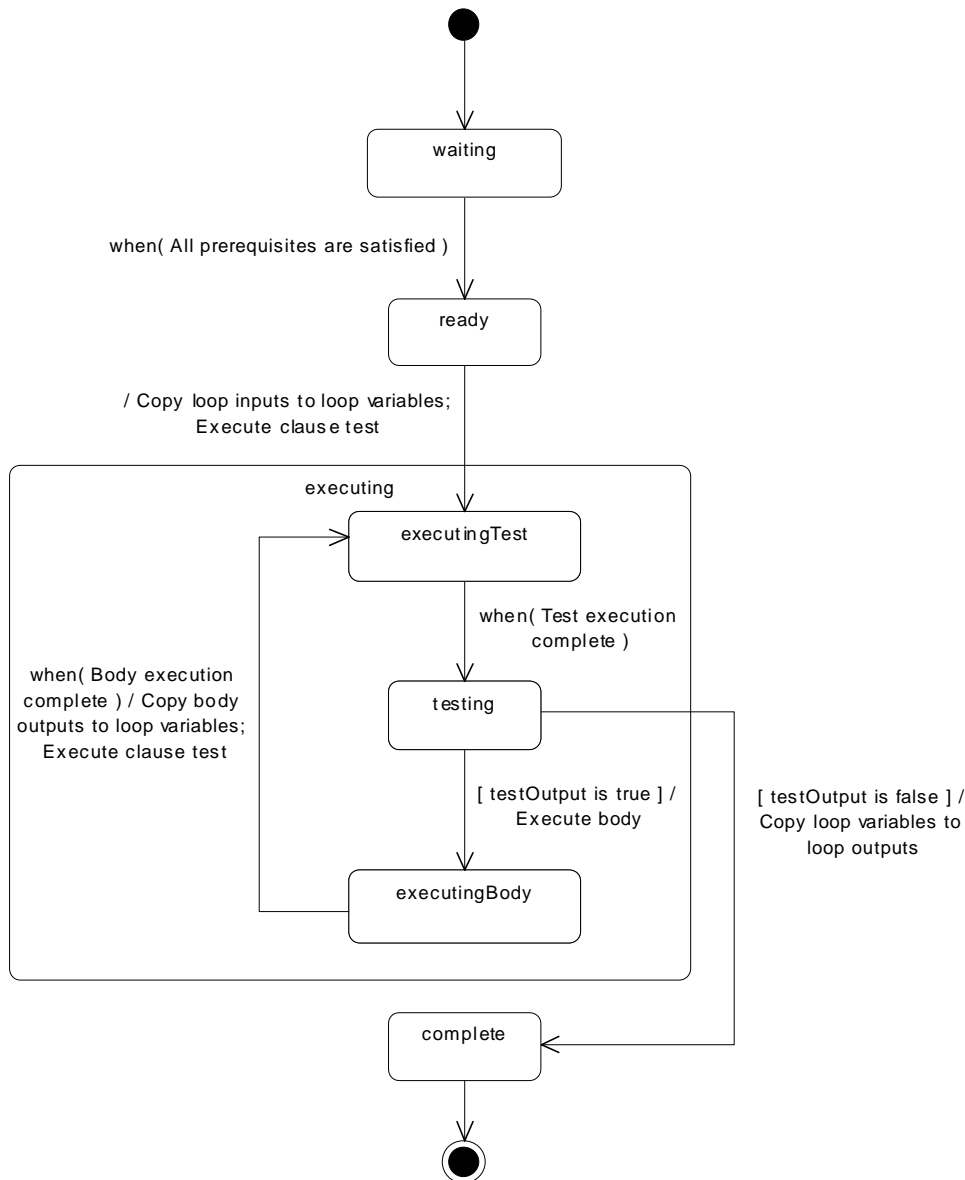 waiting
when( All prerequisites are satisfied )
ready
/ Copy loop inputs to loop variables;
Execute clause test
executing
executingTest
when( Test execution
complete )
when( Body execution
complete ) / Copy body
outputs to loop variables;
Execute clause test
testing
[ testOutput is true ] /
Execute body
[ testOutput is false ] /
Copy loop variables to
loop outputs
executingBody
complete